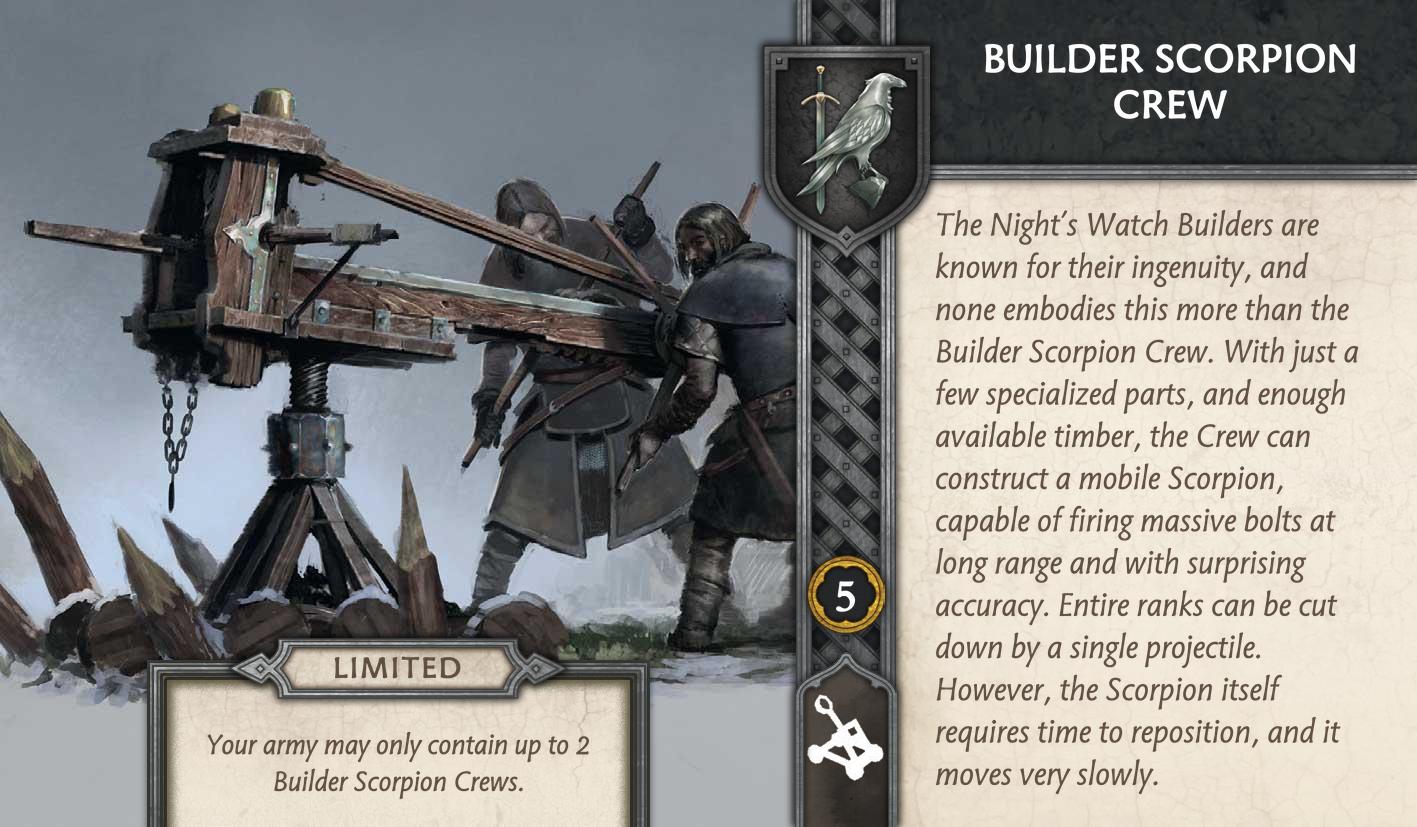 BUILDER SCORPION
CREW
The Night's Watch Builders are
known for their ingenuity, and
none embodies this more than the
Builder Scorpion Crew. With just a
few specialized parts, and enough
available timber, the Crew can
construct a mobile Scorpion,
capable of firing massive bolts at
long range and with surprising
accuracy. Entire ranks can be cut
down by a single projectile.
However, the Scorpion itself
requires time to reposition, and it
moves very slowly.
5
LIMITED
Your army may only contain up to 2
Builder Scorpion Crews.